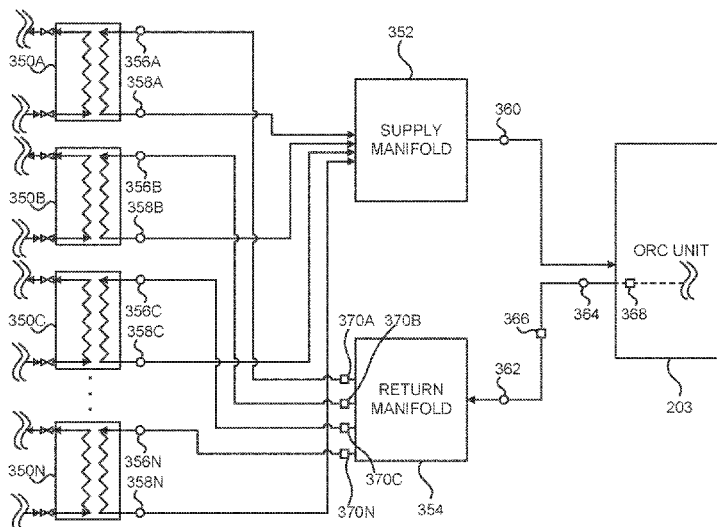 350A
356A
358A
352
SUPPLY
MANIFOLD
360
350B
356B
358B
ORC UNIT
350C
356C
358C
370A
370B
366
364
368
RETURN
MANIFOLD
362
203
350N
356N
358N
370C
370N
354